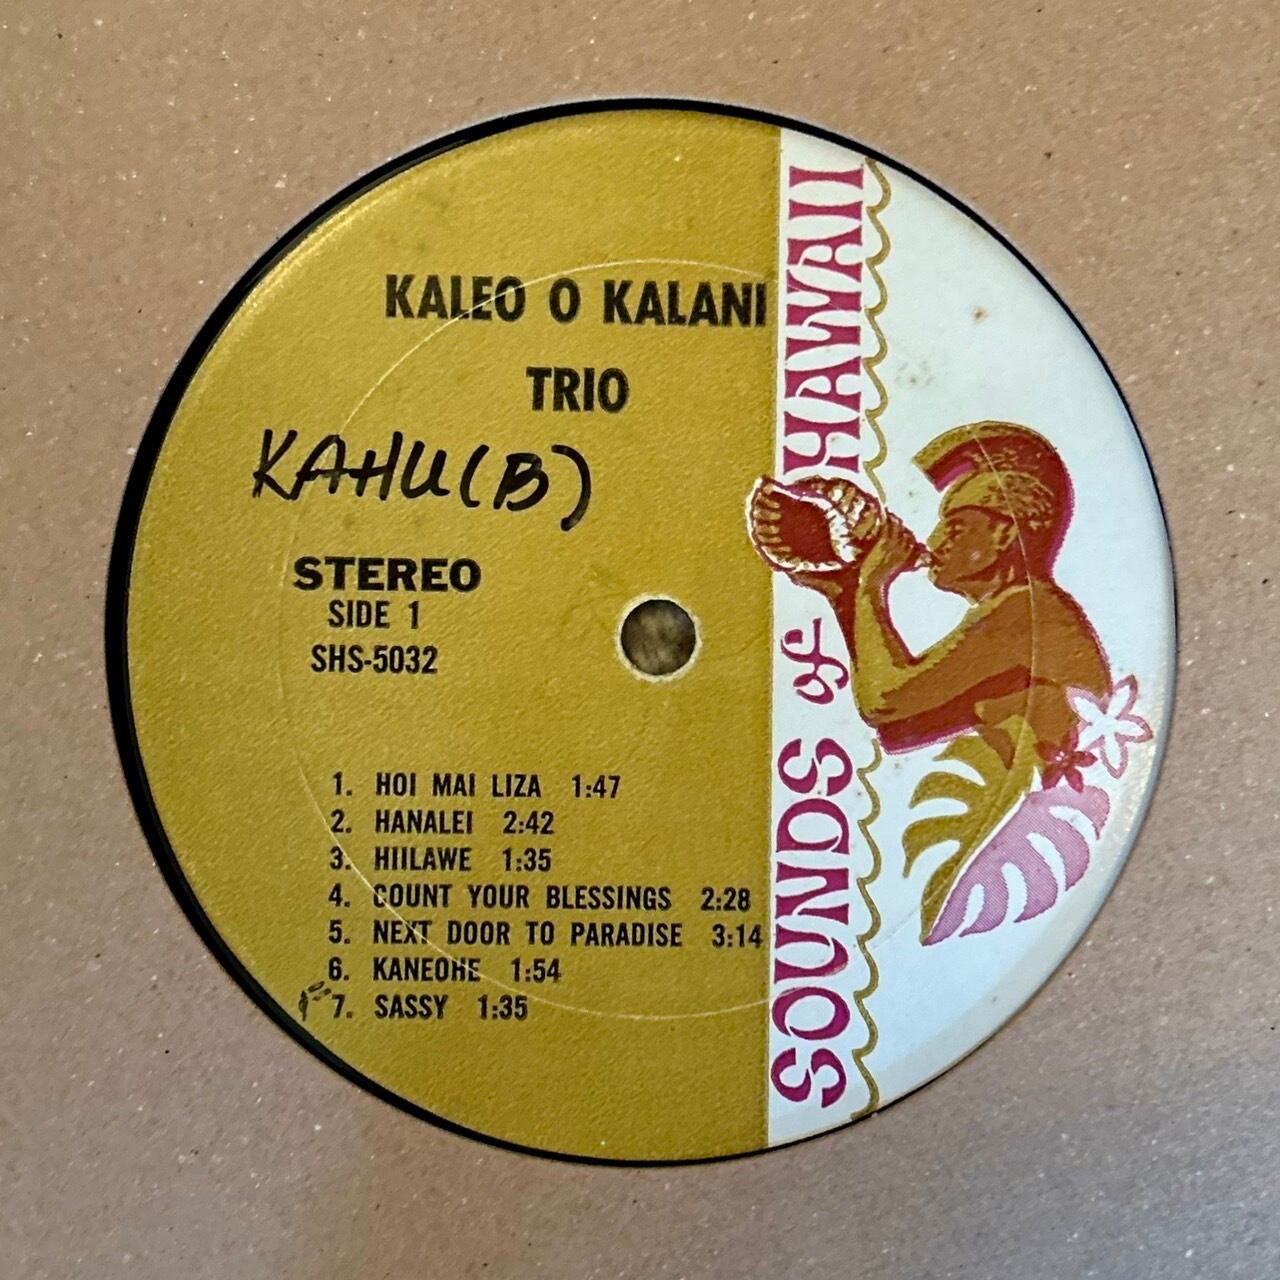 KALEO O KALANI
TRIO
KAHU (B)
STEREO
SIDE 1
SHS-5032
1. HOI MAI LIZA 1:47
2. HANALEI 2:42
3. HIILAWE 1:35
4. COUNT YOUR BLESSINGS 2:28
5. NEXT DOOR TO PARADISE 3:14
6. KANEOHE 1:54
7. SASSY 1:35
SOUNDS of HAWAII